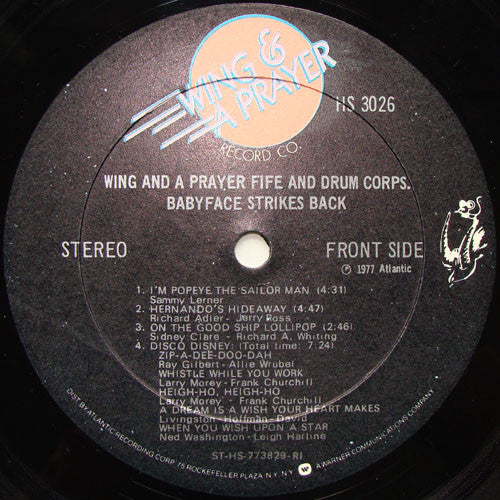 WING &
A PRAYER
RECORD CO.
HS 3026
WING AND A PRAYER FIFE AND DRUM CORPS.
BABYFACE STRIKES BACK
STEREO
FRONT SIDE
℗ 1977 Atlantic
1. I'M POPEYE THE SAILOR MAN (4:31)
Sammy Lerner
2. HERNANDO'S HIDEAWAY (4:47)
Richard Adler - Jerry Ross
3. ON THE GOOD SHIP LOLLIPOP (2:46)
Sidney Clare - Richard A. Whiting
4. DISCO DISNEY: (Total time: 7:24)
ZIP-A-DEE-DOO-DAH
Ray Gilbert - Allie Wrubel
WHISTLE WHILE YOU WORK
Larry Morey - Frank Churchill
HEIGH-HO, HEIGH-HO
Larry Morey - Frank Churchill
A DREAM IS A WISH YOUR HEART MAKES
Livingston - Hoffman - David
WHEN YOU WISH UPON A STAR
Ned Washington - Leigh Harline
ST-HS-773829-RI
DIST. BY ATLANTIC RECORDING CORP. 75 ROCKEFELLER PLAZA N.Y. N.Y. A WARNER COMMUNICATIONS COMPANY